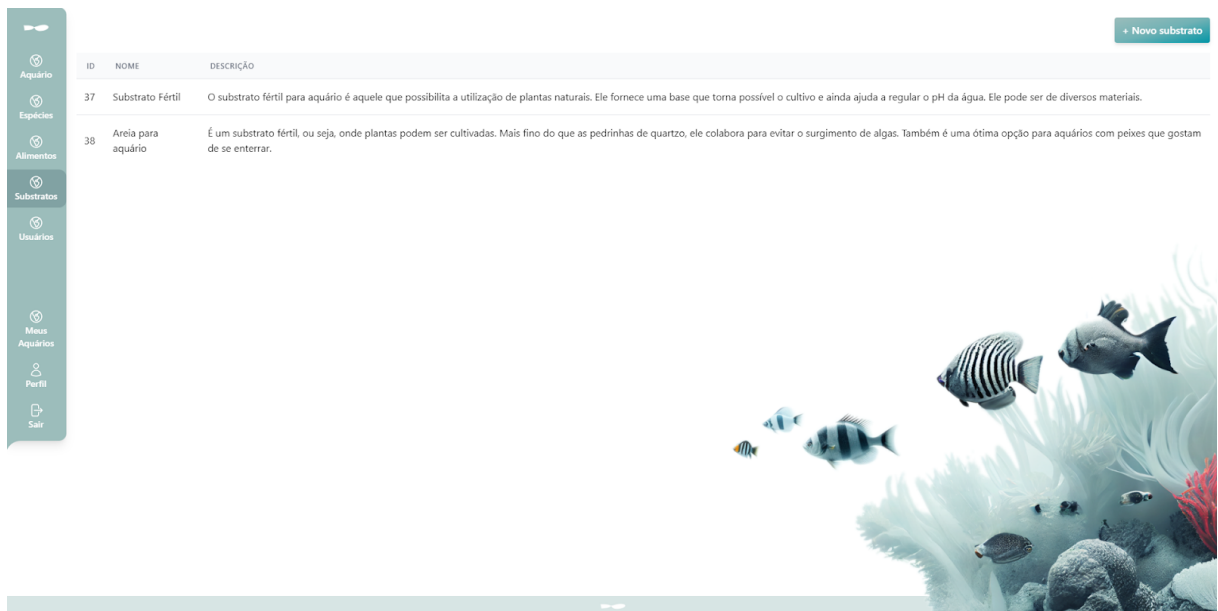 + Novo substrato
Aquário
Espécies
Alimentos
Substratos
Usuários
Meus
Aquários
Perfil
Sair
ID NOME DESCRIÇÃO
37 Substrato Fértil O substrato fértil para aquário é aquele que possibilita a utilização de plantas naturais. Ele fornece uma base que torna possível o cultivo e ainda ajuda a regular o pH da água. Ele pode ser de diversos materiais.
38 Areia para
aquário
É um substrato fértil, ou seja, onde plantas podem ser cultivadas. Mais fino do que as pedrinhas de quartzo, ele colabora para evitar o surgimento de algas. Também é uma ótima opção para aquários com peixes que gostam
de se enterrar.